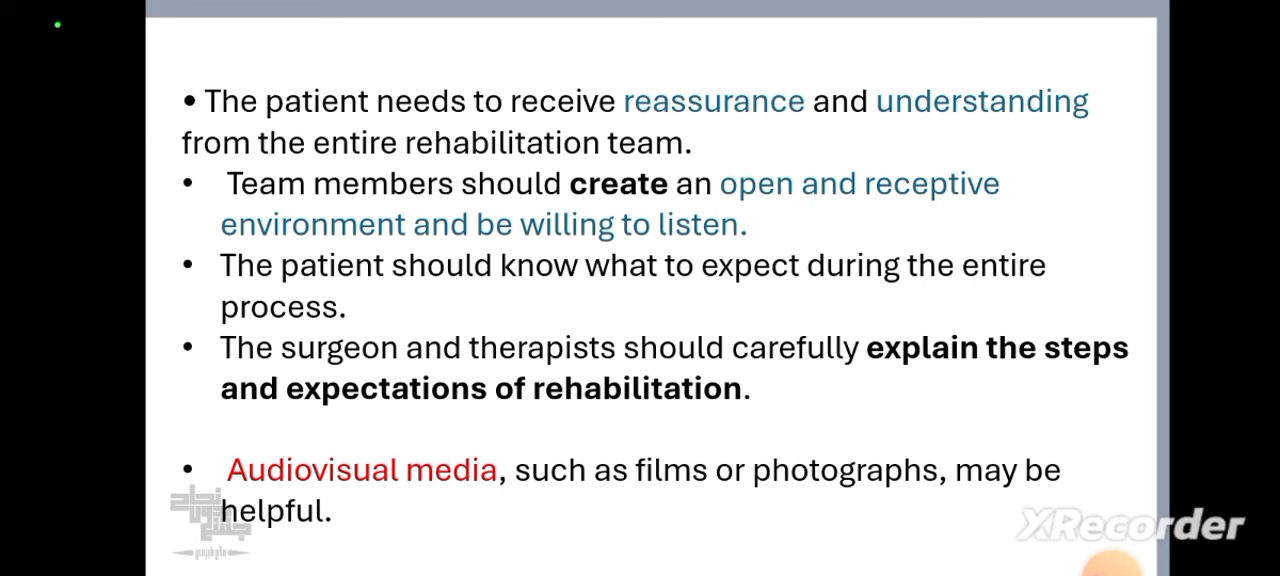 • The patient needs to receive reassurance and understanding
from the entire rehabilitation team.
• Team members should create an open and receptive
environment and be willing to listen.
• The patient should know what to expect during the entire
process.
• The surgeon and therapists should carefully explain the steps
and expectations of rehabilitation.
• Audiovisual media, such as films or photographs, may be
helpful.
XRecorder